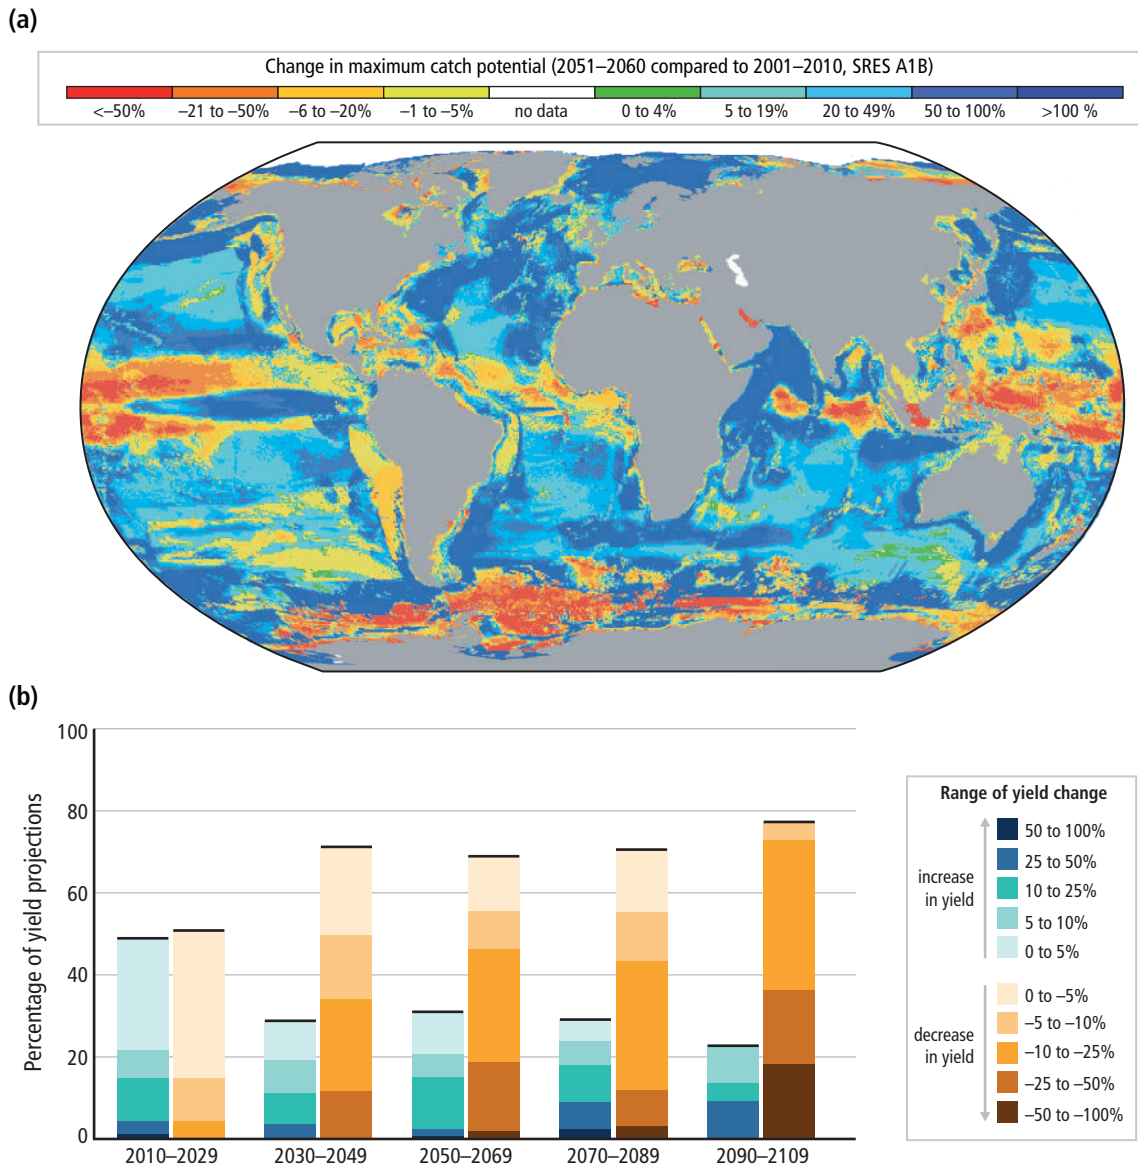 (a)
Change in maximum catch potential (2051–2060 compared to 2001–2010, SRES A1B)
<–50% –21 to –50% –6 to –20% –1 to –5% no data 0 to 4% 5 to 19% 20 to 49% 50 to 100% >100 %
(b)
Percentage of yield projections
100
80
60
40
20
0
2010–2029 2030–2049 2050–2069 2070–2089 2090–2109
Range of yield change
increase
in yield
50 to 100%
25 to 50%
10 to 25%
5 to 10%
0 to 5%
decrease
in yield
0 to –5%
–5 to –10%
–10 to –25%
–25 to –50%
–50 to –100%